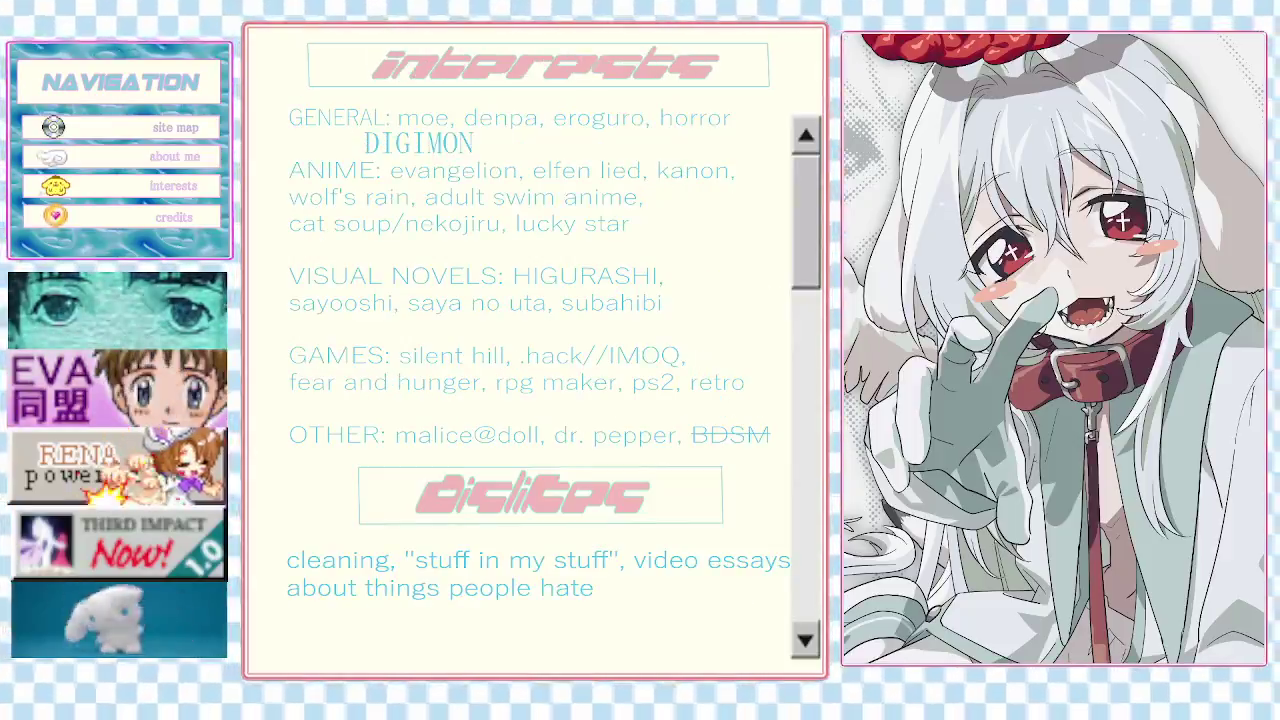 NAVIGATION
site map
about me
interests
credits
EVA
同盟
RENA
power
THIRD IMPACT
Now!
1.0
interests
GENERAL: moe, denpa, eroguro, horror
DIGIMON
ANIME: evangelion, elfen lied, kanon,
wolf's rain, adult swim anime,
cat soup/nekojiru, lucky star
VISUAL NOVELS: HIGURASHI,
sayooshi, saya no uta, subahibi
GAMES: silent hill, .hack//IMOQ,
fear and hunger, rpg maker, ps2, retro
OTHER: malice@doll, dr. pepper, BDSM
Dislikes
cleaning, "stuff in my stuff", video essays
about things people hate